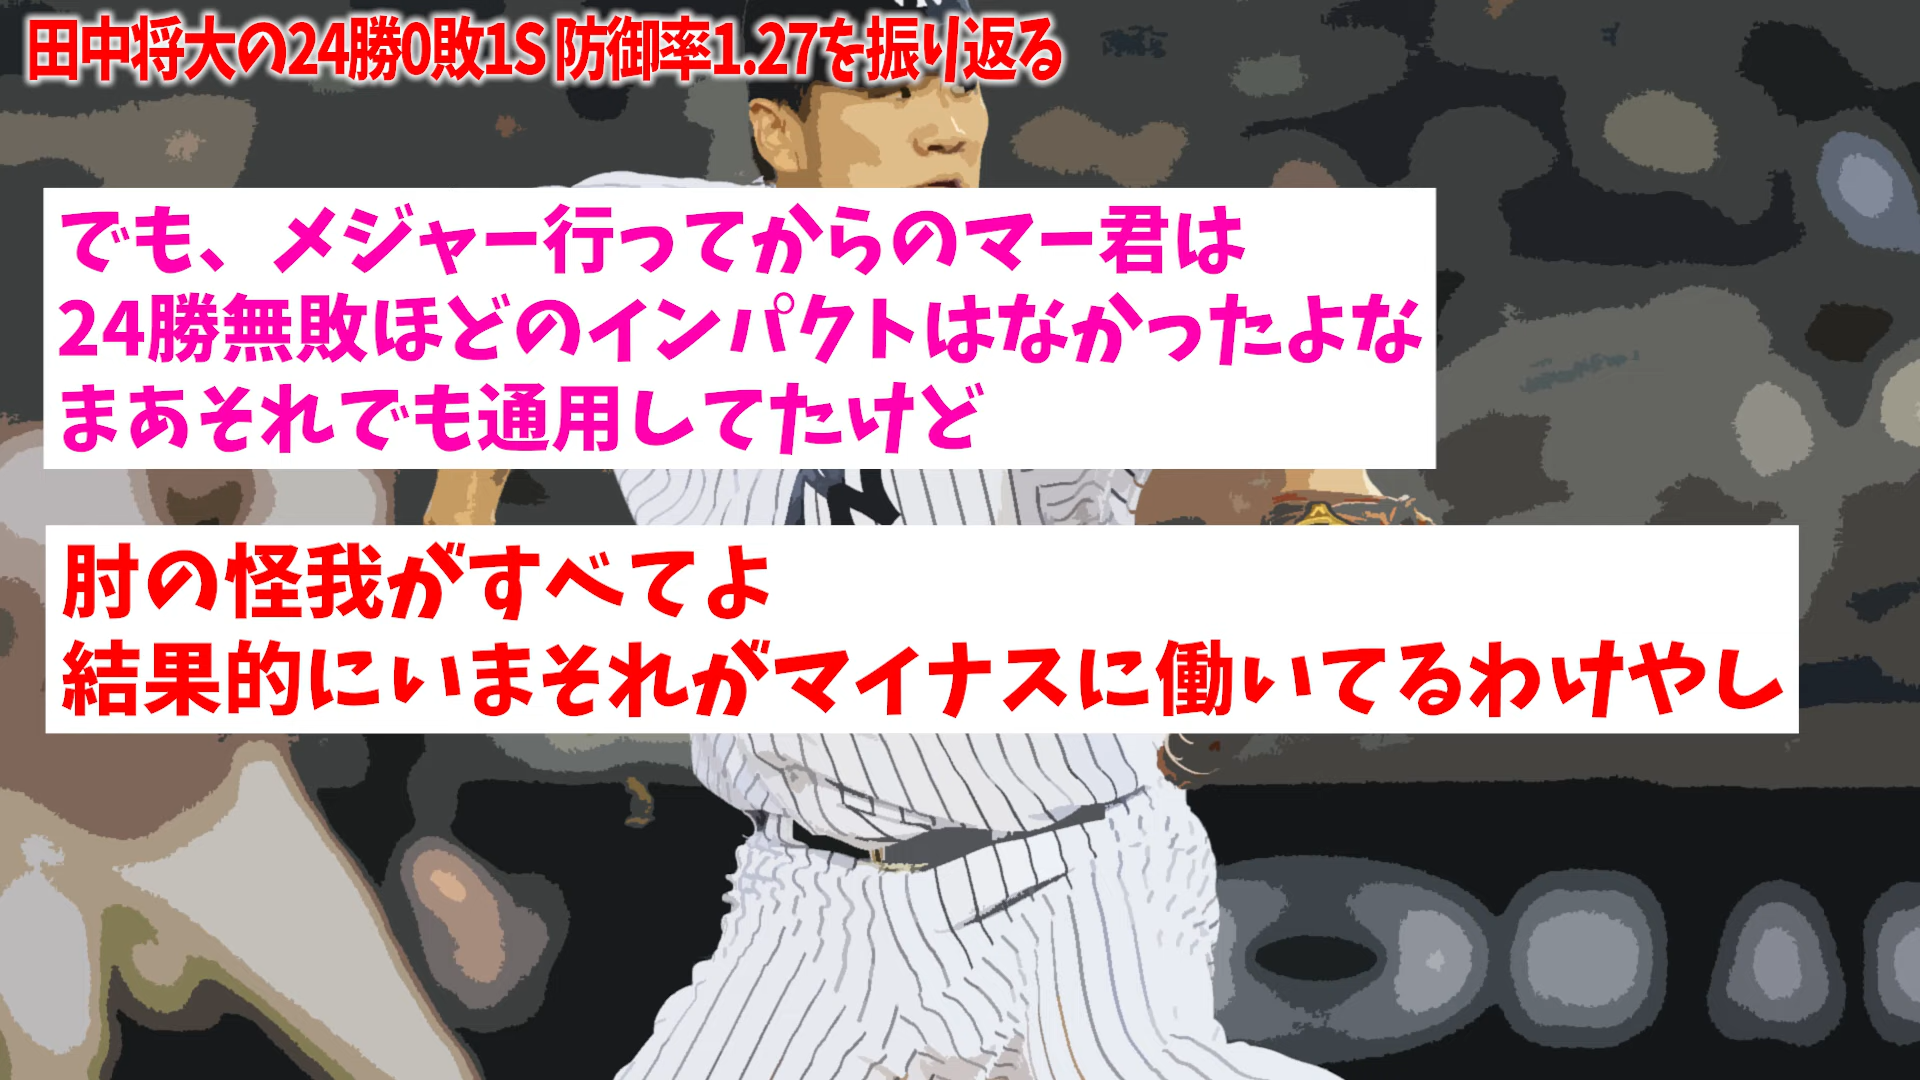 田中将大の24勝0敗1S 防御率1.27を振り返る
でも、メジャー行ってからのマー君は
24勝無敗ほどのインパクトはなかったよな
まあそれでも通用してたけど
肘の怪我がすべてよ
結果的にいまそれがマイナスに働いてるわけやし